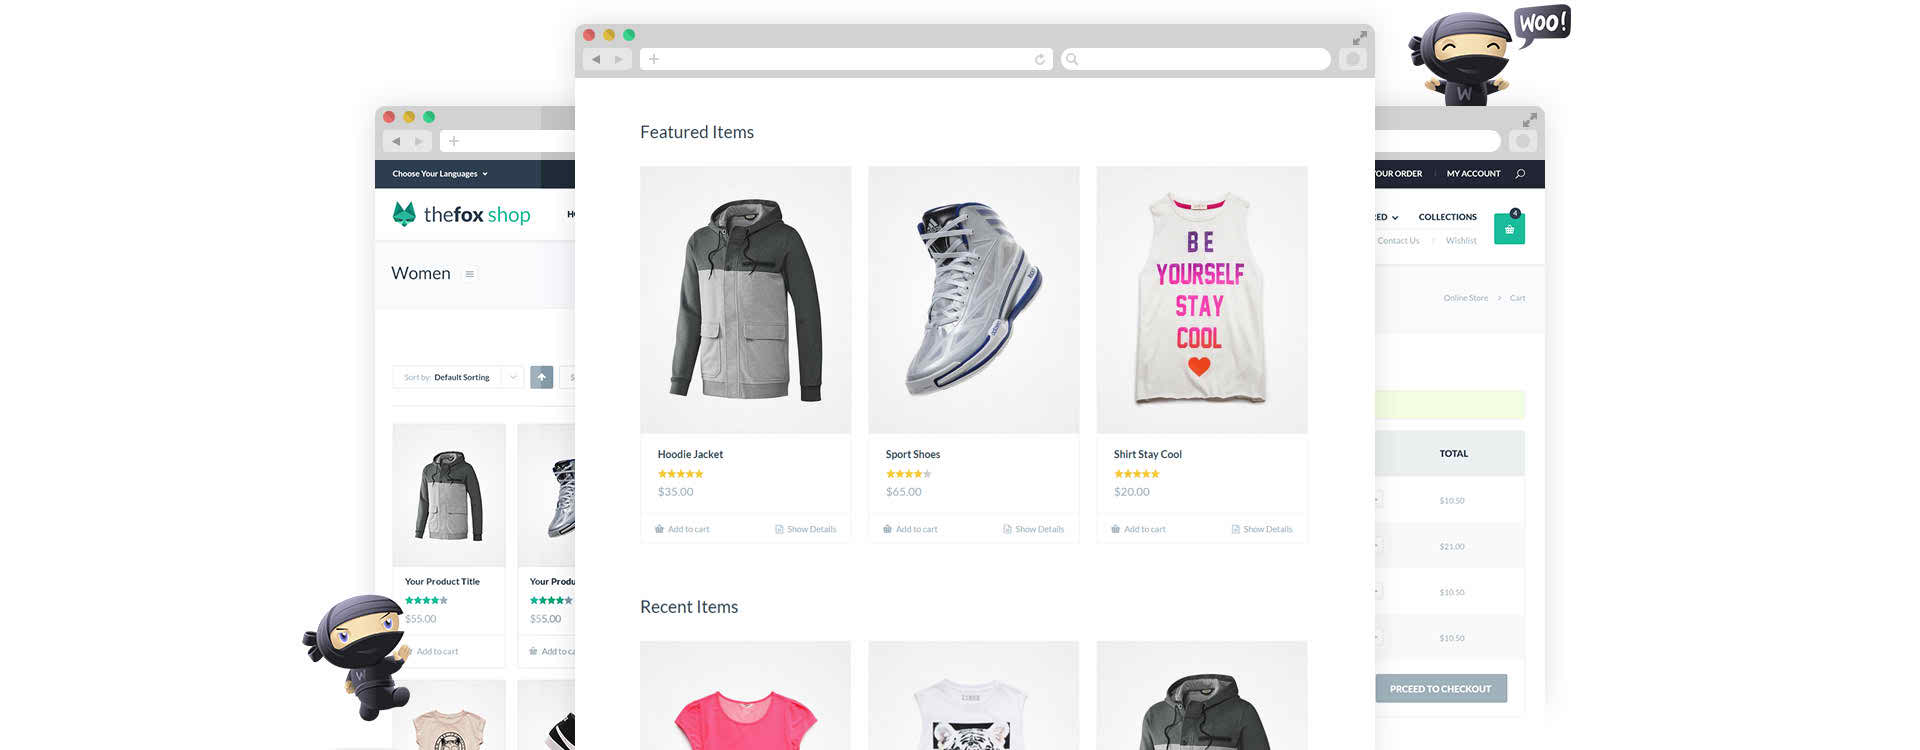 WOO!
W
Choose Your Languages
YOUR ORDER
MY ACCOUNT
thefox shop
COLLECTIONS
4
Contact Us
Wishlist
Women
Online Store > Cart
Sort by: Default Sorting
Featured Items
BE
YOURSELF
STAY
COOL
Hoodie Jacket
$35.00
Add to cart
Show Details
Sport Shoes
$65.00
Add to cart
Show Details
Shirt Stay Cool
$20.00
Add to cart
Show Details
Recent Items
Your Product Title
$55.00
Add to cart
Your Produ
$55.00
Add to ca
W
TOTAL
$10.50
$21.00
$10.50
$10.50
PRCEED TO CHECKOUT